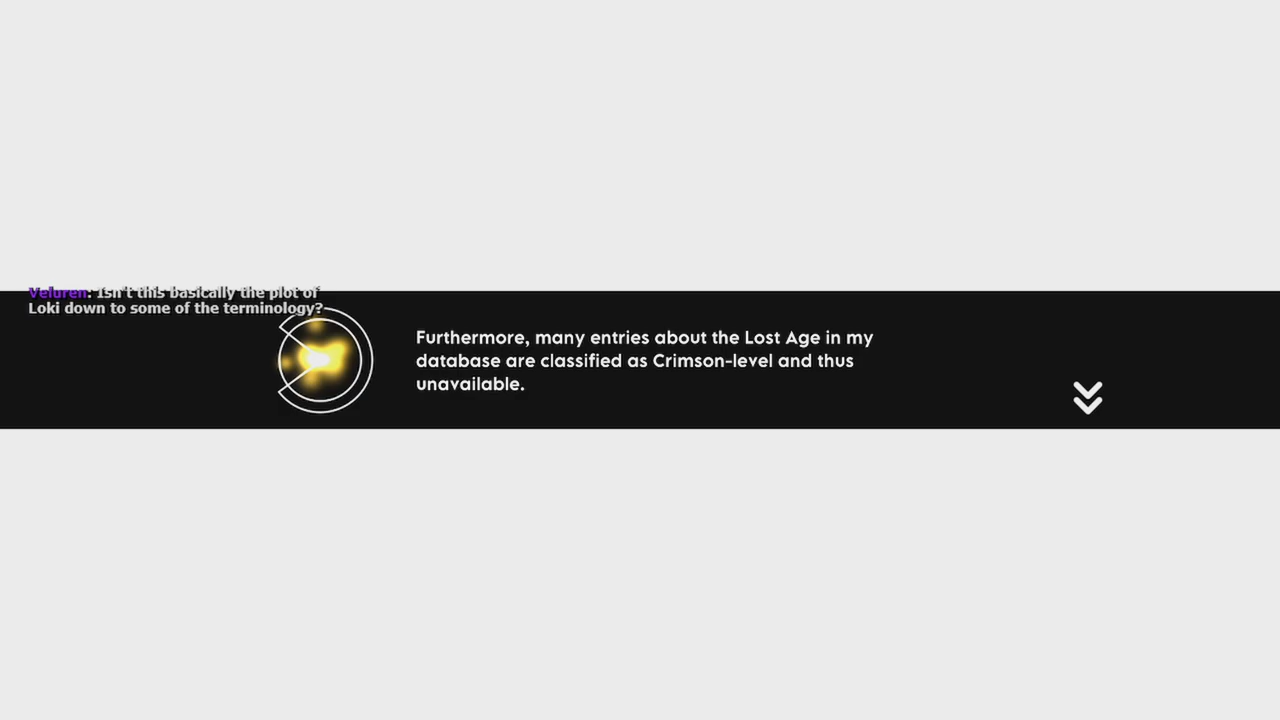 Veluren: Isn't this basically the plot of
Loki down to some of the terminology?
Furthermore, many entries about the Lost Age in my
database are classified as Crimson-level and thus
unavailable.